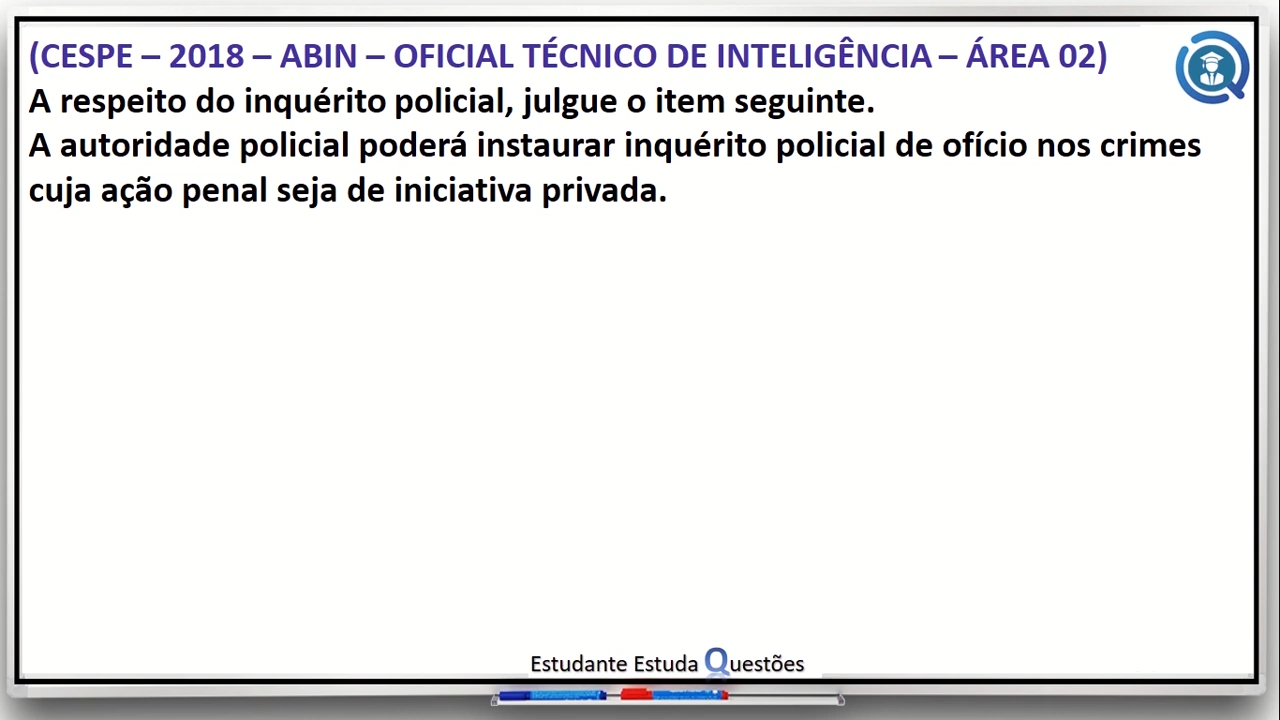 (CESPE – 2018 – ABIN – OFICIAL TÉCNICO DE INTELIGÊNCIA – ÁREA 02)
A respeito do inquérito policial, julgue o item seguinte.
A autoridade policial poderá instaurar inquérito policial de ofício nos crimes
cuja ação penal seja de iniciativa privada.
Estudante Estuda Questões